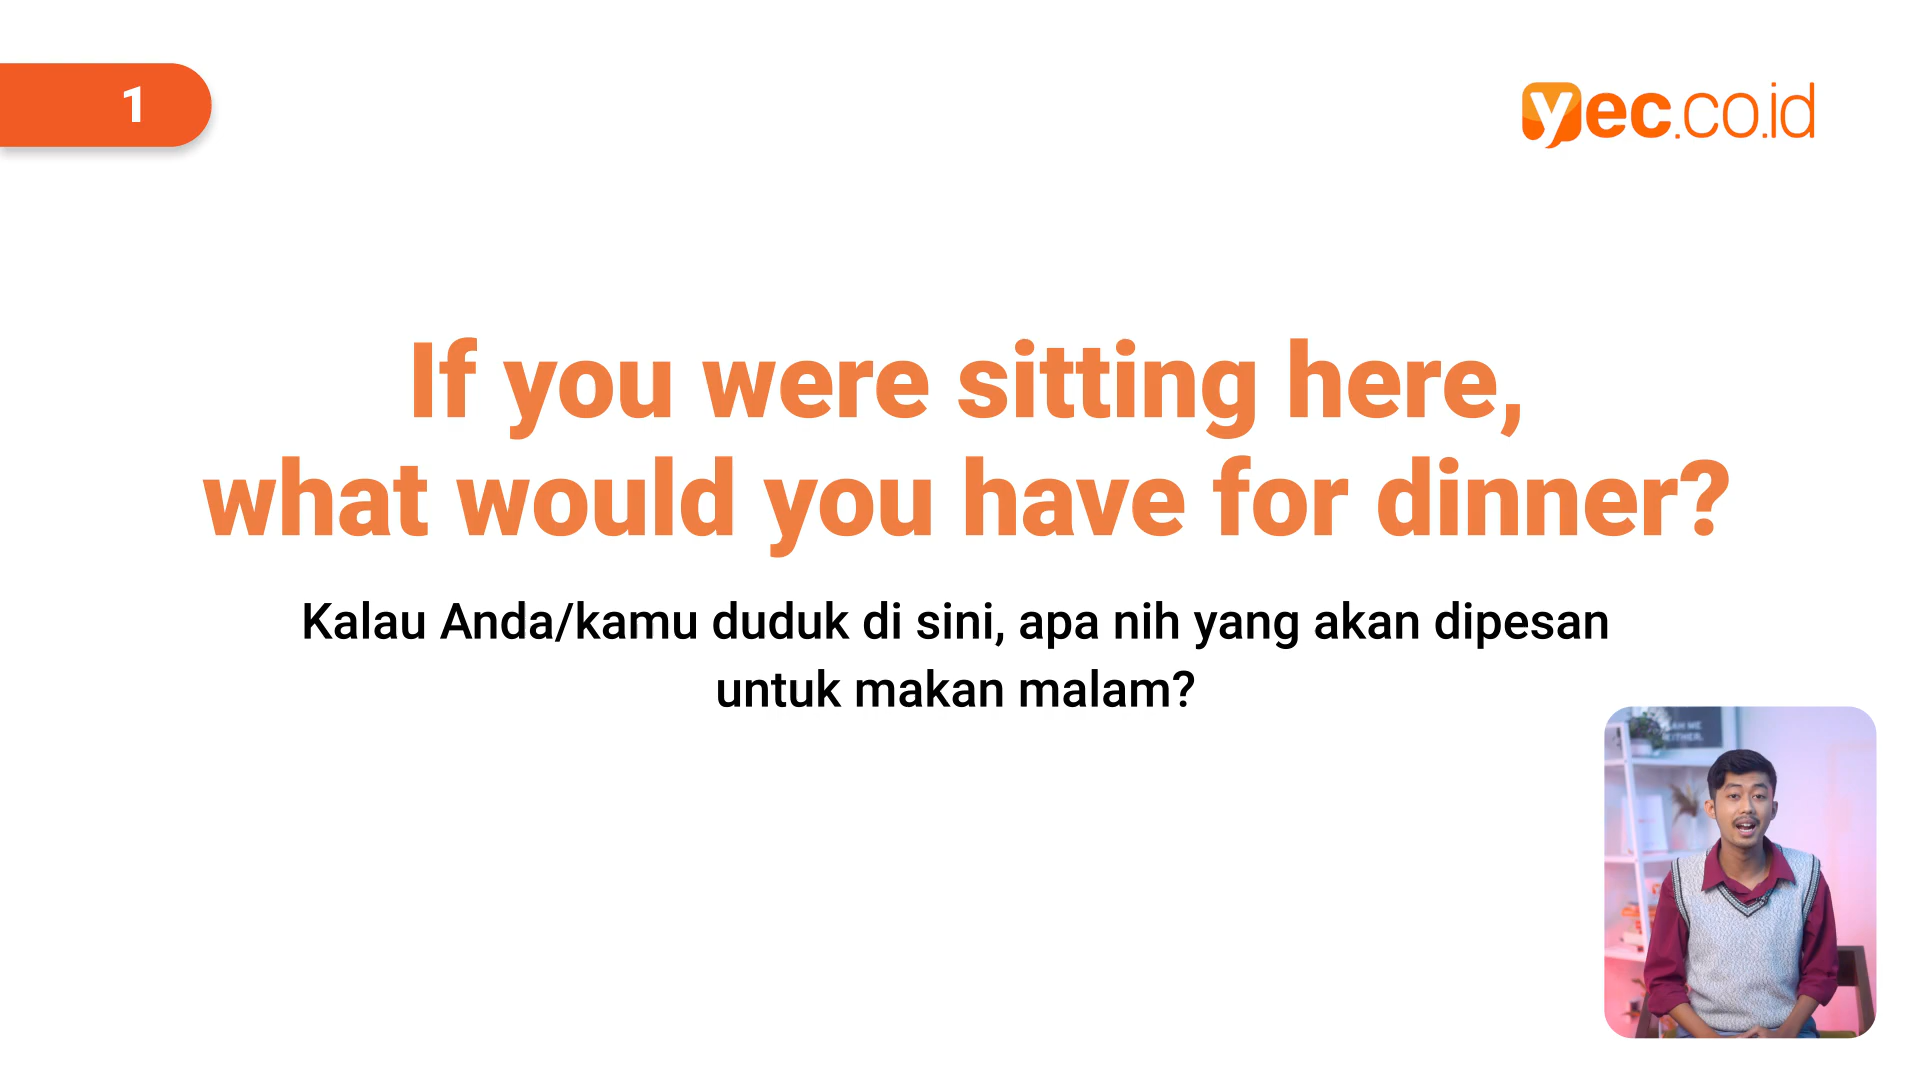 1
yec.co.id
If you were sitting here,
what would you have for dinner?
Kalau Anda/kamu duduk di sini, apa nih yang akan dipesan
untuk makan malam?